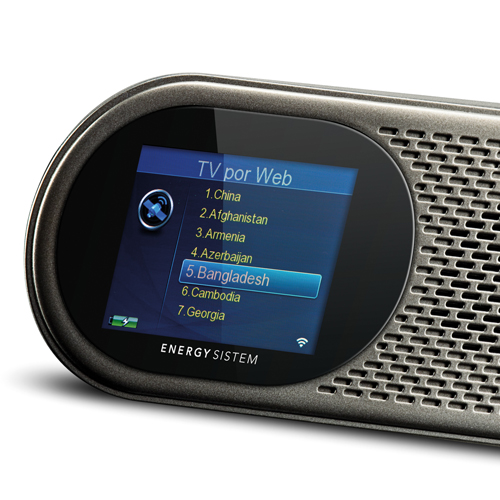 TV por Web
1.China
2.Afghanistan
3.Armenia
4.Azerbaijan
5.Bangladesh
6.Cambodia
7.Georgia
ENERGY SISTEM